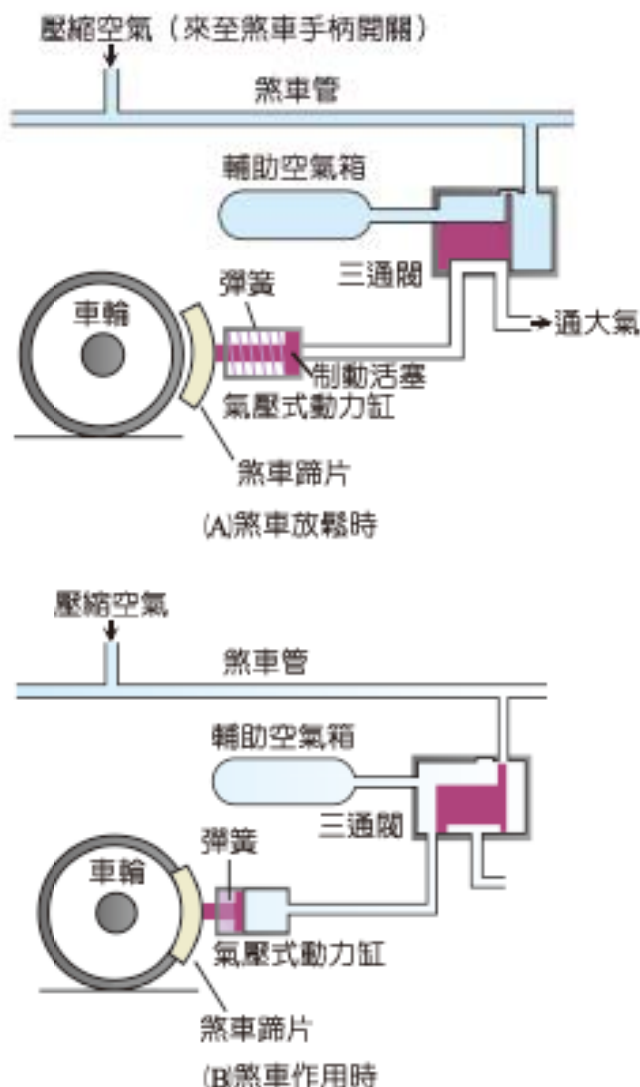 壓縮空氣（來至煞車手柄開關）
煞車管
輔助空氣箱
三通閥
彈簧
車輪
通大氣
制動活塞
氣壓式動力缸
煞車蹄片
(A)煞車放鬆時
壓縮空氣
煞車管
輔助空氣箱
三通閥
彈簧
車輪
氣壓式動力缸
煞車蹄片
(B)煞車作用時